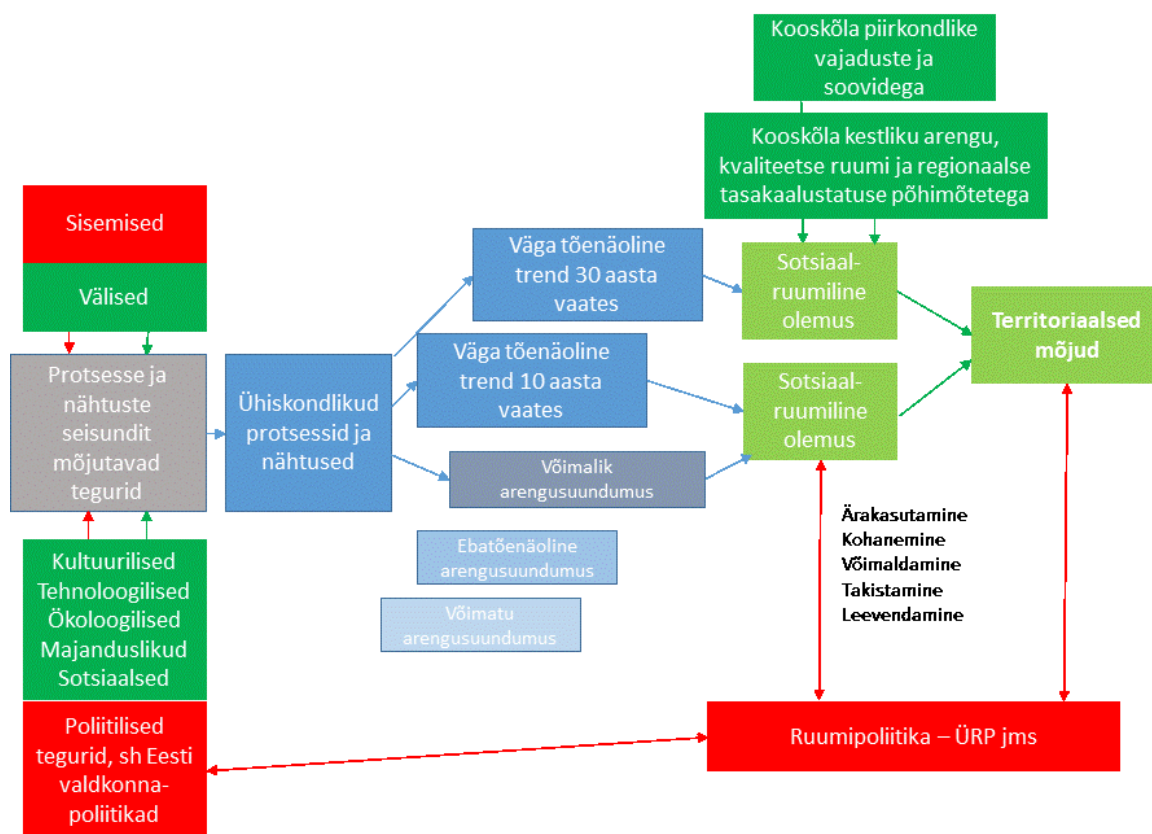 Kooskõla piirkondlike
vajaduste ja
soovidega
Kooskõla kestliku arengu,
kvaliteetse ruumi ja regionaalse
tasakaalustatuse põhimõtetega
Sisemised
Välised
Protsesse ja
nähtuste
seisundit
mõjutavad
tegurid
Kultuurilised
Tehnoloogilised
Ökoloogilised
Majanduslikud
Sotsiaalsed
Poliitilised
tegurid, sh Eesti
valdkonna-
poliitikad
Ühiskondlikud
protsessid ja
nähtused
Väga tõenäoline
trend 30 aasta
vaates
Väga tõenäoline
trend 10 aasta
vaates
Võimalik
arengusuundumus
Ebatõenäoline
arengusuundumus
Võimatu
arengusuundumus
Sotsiaal-
ruumiline
olemus
Sotsiaal-
ruumiline
olemus
Territoriaalsed
mõjud
Ärakasutamine
Kohanemine
Võimaldamine
Takistamine
Leevendamine
Ruumipoliitika – ÜRP jms